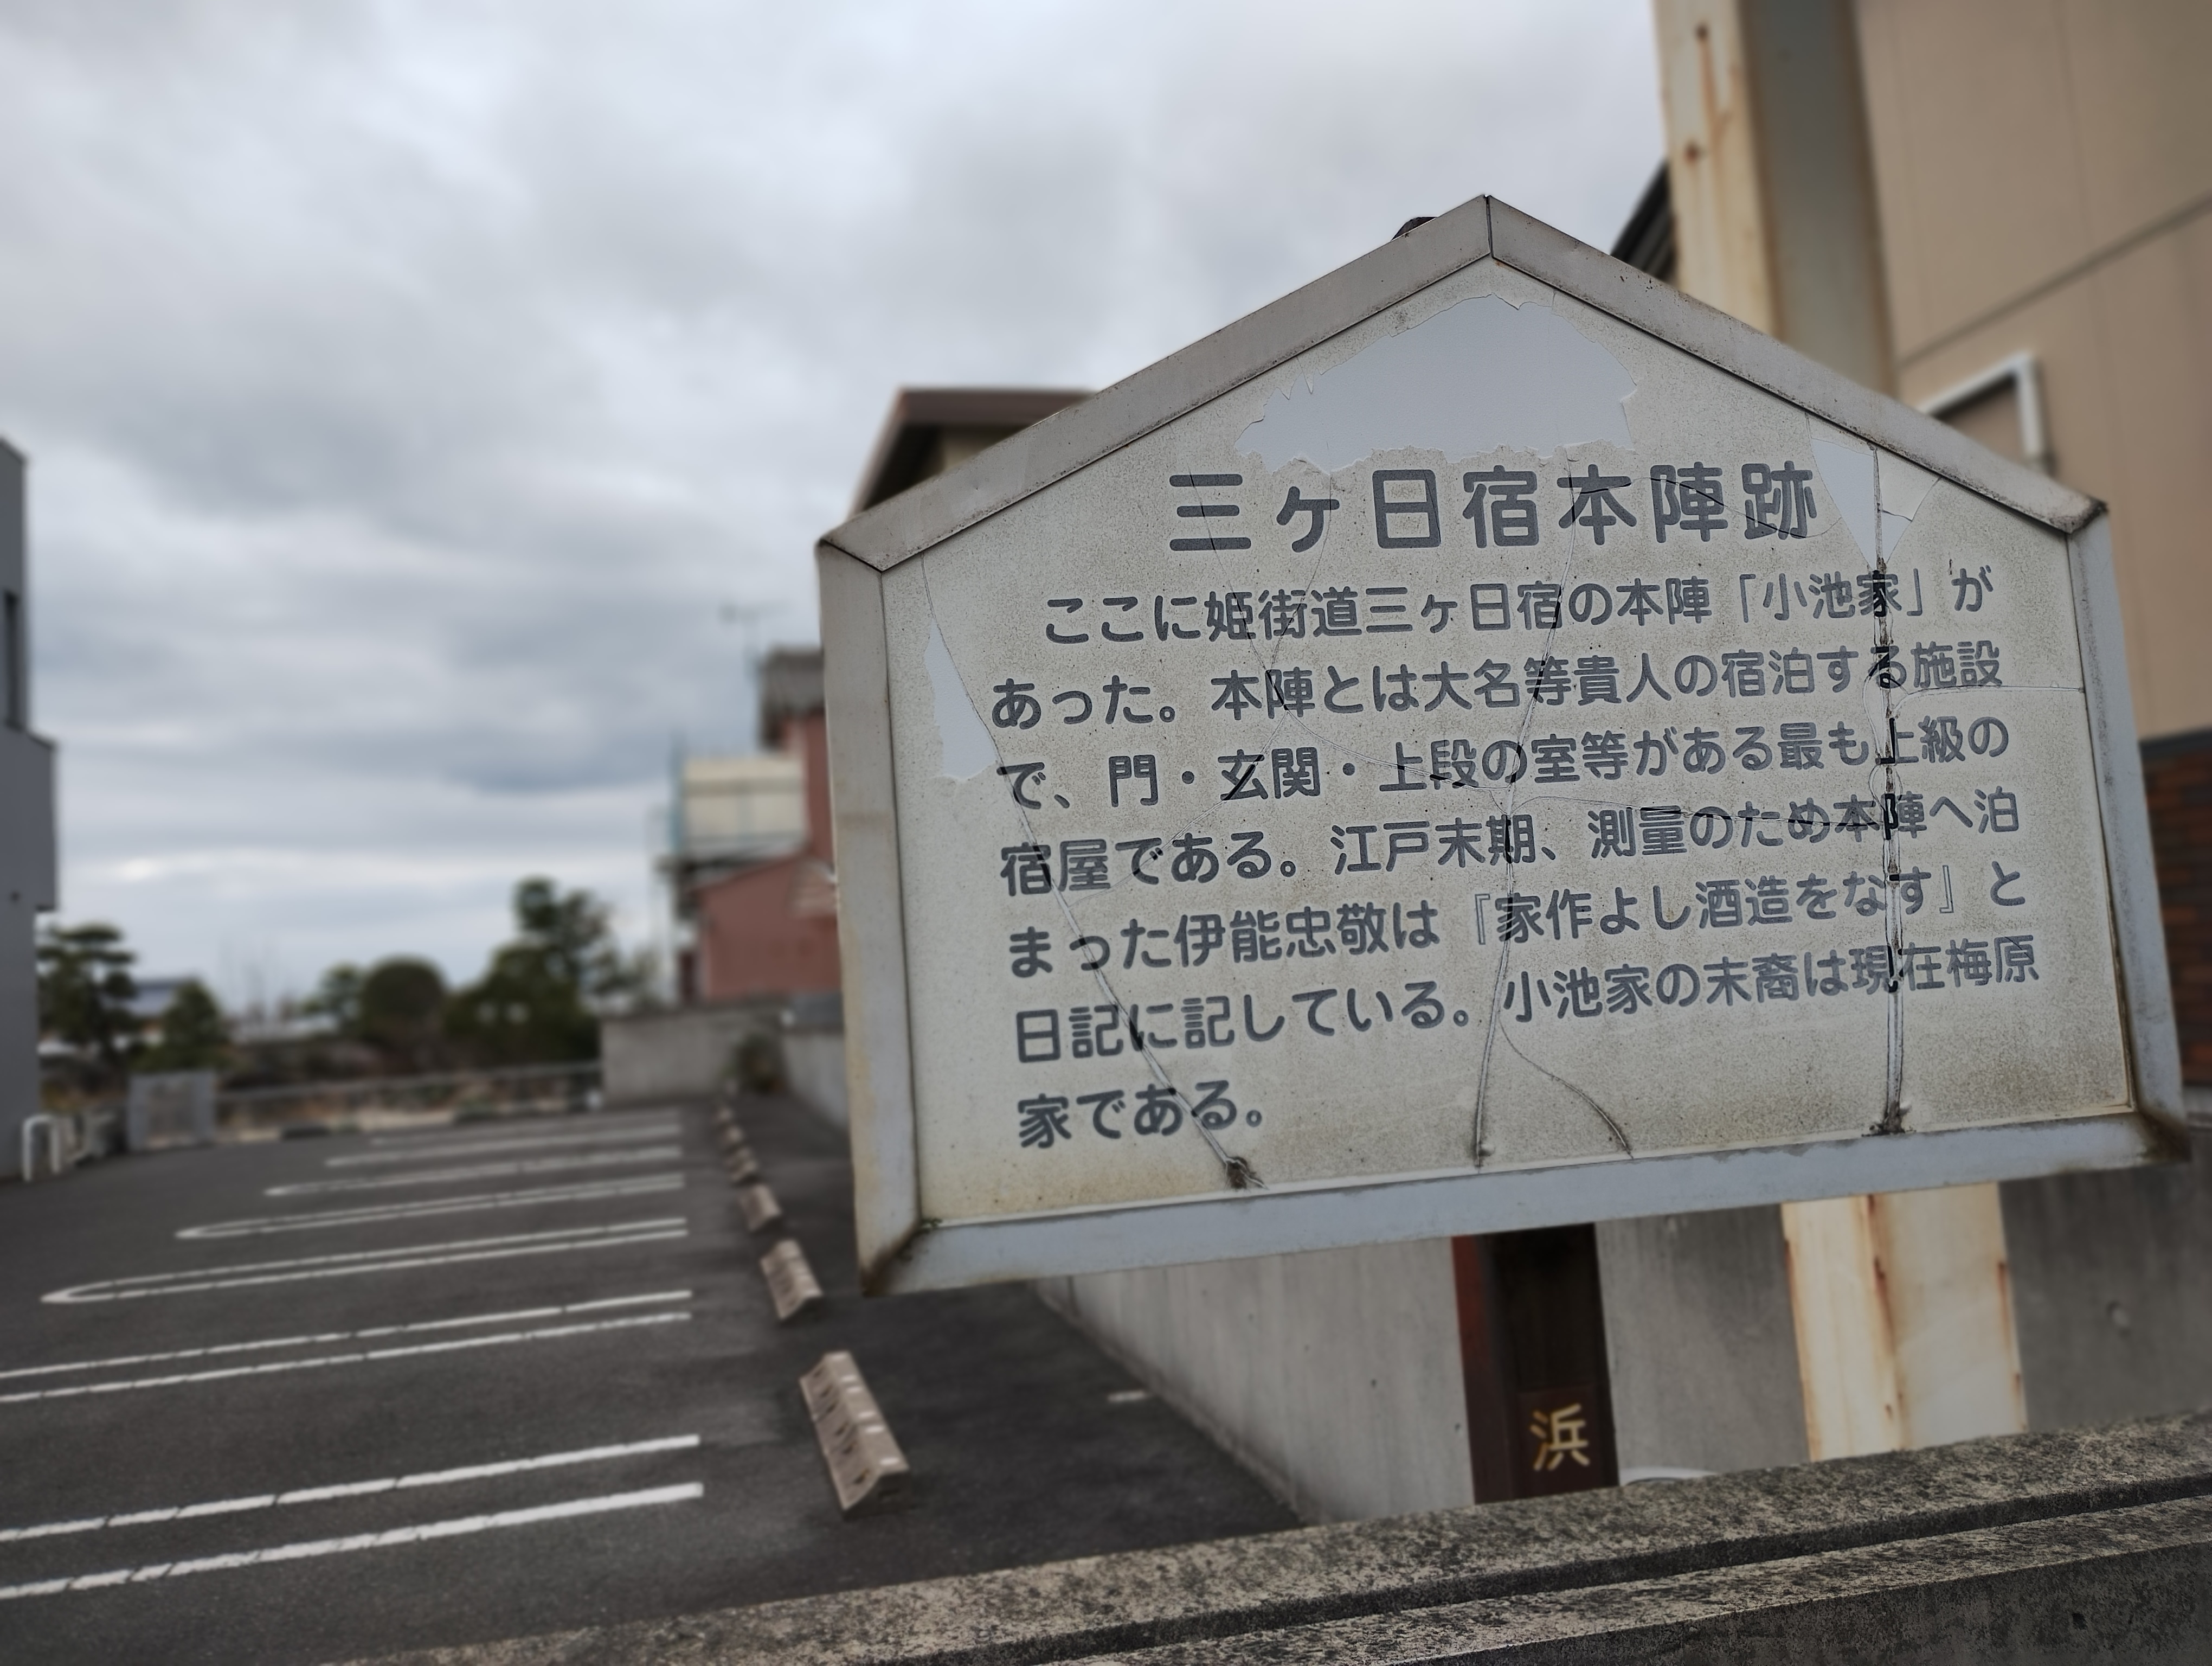 三ケ日宿本陣跡
ここに姫街道三ヶ日宿の本陣「小池家」が
あった。本陣とは大名等貴人の宿泊する施設
で、門・玄関・上段の室等がある最も上級の
宿屋である。江戸末期、測量のため本陣へ泊
まった伊能忠敬は『家作よし酒造をなす』と
日記に記している。小池家の末裔は現在梅原
家である。
浜